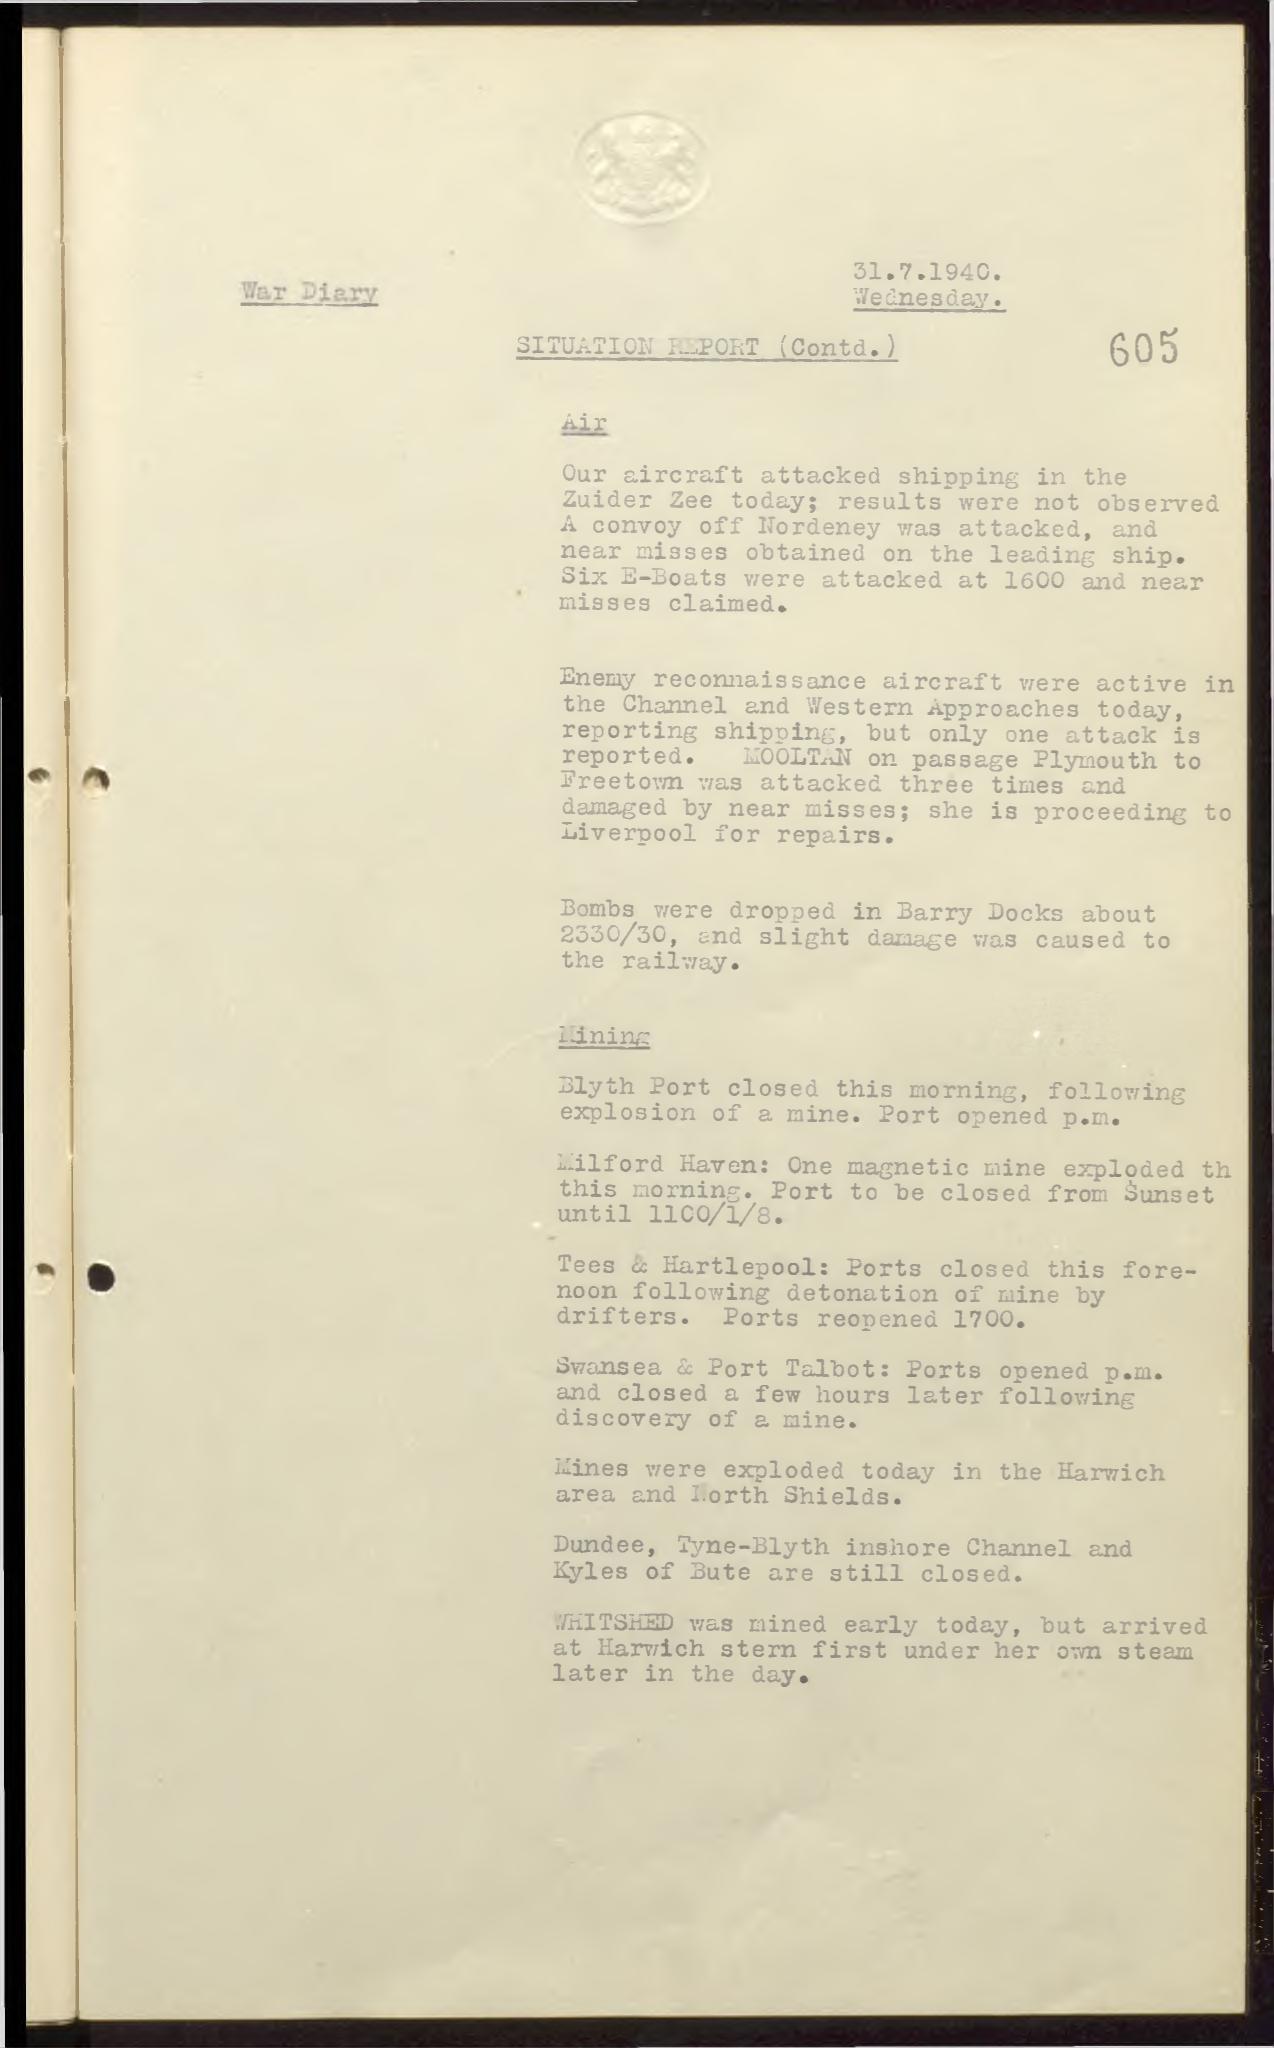 War Diary
31.7.1940.
Wednesday.
SITUATION REPORT (Contd.)
605
Air
Our aircraft attacked shipping in the
Zuider Zee today; results were not observed
A convoy off Nordeney was attacked, and
near misses obtained on the leading ship.
Six E-Boats were attacked at 1600 and near
misses claimed.
Enemy reconnaissance aircraft were active in
the Channel and Western Approaches today,
reporting shipping, but only one attack is
reported. MOOLTAN on passage Plymouth to
Freetown was attacked three times and
damaged by near misses; she is proceeding to
Liverpool for repairs.
Bombs were dropped in Barry Docks about
2330/30, and slight damage was caused to
the railway.
Mining
Blyth Port closed this morning, following
explosion of a mine. Port opened p.m.
Milford Haven: One magnetic mine exploded th
this morning. Port to be closed from Sunset
until 1100/1/8.
Tees & Hartlepool: Ports closed this fore-
noon following detonation of mine by
drifters. Ports reopened 1700.
Swansea & Port Talbot: Ports opened p.m.
and closed a few hours later following
discovery of a mine.
Mines were exploded today in the Harwich
area and North Shields.
Dundee, Tyne-Blyth inshore Channel and
Kyles of Bute are still closed.
WHITSHED was mined early today, but arrived
at Harwich stern first under her own steam
later in the day.